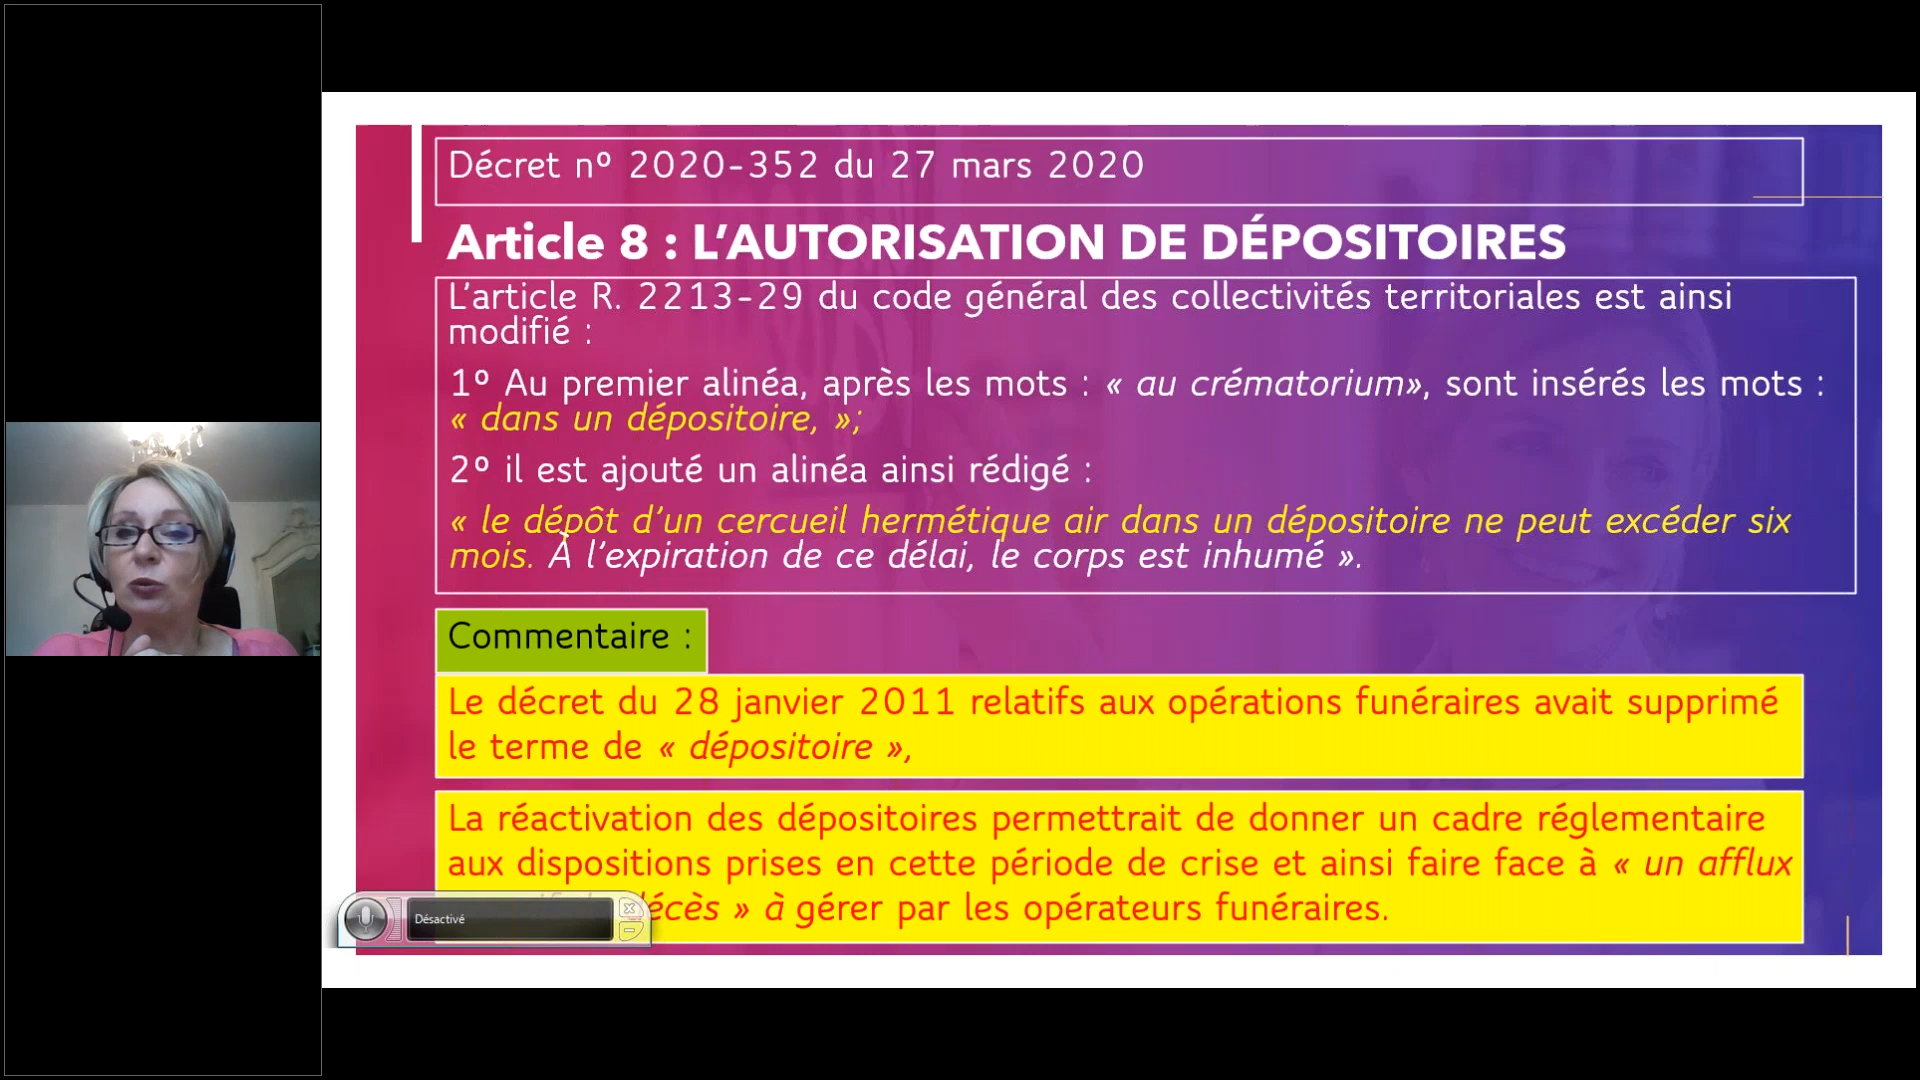 Décret nº 2020-352 du 27 mars 2020
Article 8 : L’AUTORISATION DE DÉPOSITOIRES
L’article R. 2213-29 du code général des collectivités territoriales est ainsi
modifié :
1º Au premier alinéa, après les mots : « au crématorium», sont insérés les mots :
« dans un dépositoire, »;
2º il est ajouté un alinéa ainsi rédigé :
« le dépôt d’un cercueil hermétique air dans un dépositoire ne peut excéder six
mois. À l’expiration de ce délai, le corps est inhumé ».
Commentaire :
Le décret du 28 janvier 2011 relatifs aux opérations funéraires avait supprimé
le terme de « dépositoire »,
La réactivation des dépositoires permettrait de donner un cadre réglementaire
aux dispositions prises en cette période de crise et ainsi faire face à « un afflux
» à gérer par les opérateurs funéraires.
Désactivé